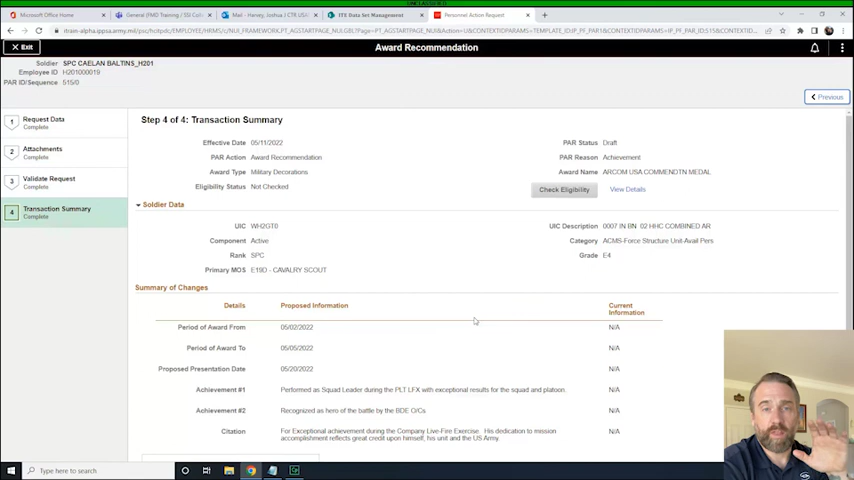 UNCLASSIFIED
Microsoft Office Home
General (FMD Training / SSI Col
Mail - Harvey, Joshua J CTR USA
ITE Data Set Management
Personnel Action Request
Exit
Award Recommendation
Soldier SPC CAELAN BALTINS_H201
Employee ID H201000019
PAR ID/Sequence 515/0
Previous
1 Request Data
Complete
2 Attachments
Complete
3 Validate Request
Complete
4 Transaction Summary
Complete
Step 4 of 4: Transaction Summary
Effective Date 05/11/2022 PAR Status Draft
PAR Action Award Recommendation PAR Reason Achievement
Award Type Military Decorations Award Name ARCOM USA COMMENDTN MEDAL
Eligibility Status Not Checked Check Eligibility View Details
Soldier Data
UIC WH2GT0 UIC Description 0007 IN BN 02 HHC COMBINED AR
Component Active Category ACMS-Force Structure Unit-Avail Pers
Rank SPC Grade E4
Primary MOS E19D - CAVALRY SCOUT
Summary of Changes
Details Proposed Information Current
Information
Period of Award From 05/02/2022 N/A
Period of Award To 05/05/2022 N/A
Proposed Presentation Date 05/20/2022 N/A
Achievement #1 Performed as Squad Leader during the PLT LFX with exceptional results for the squad and platoon. N/A
Achievement #2 Recognized as hero of the battle by the BDE O/Cs N/A
Citation For Exceptional achievement during the Company Live-Fire Exercise. His dedication to mission N/A
accomplishment reflects great credit upon himself, his unit and the US Army.
Type here to search